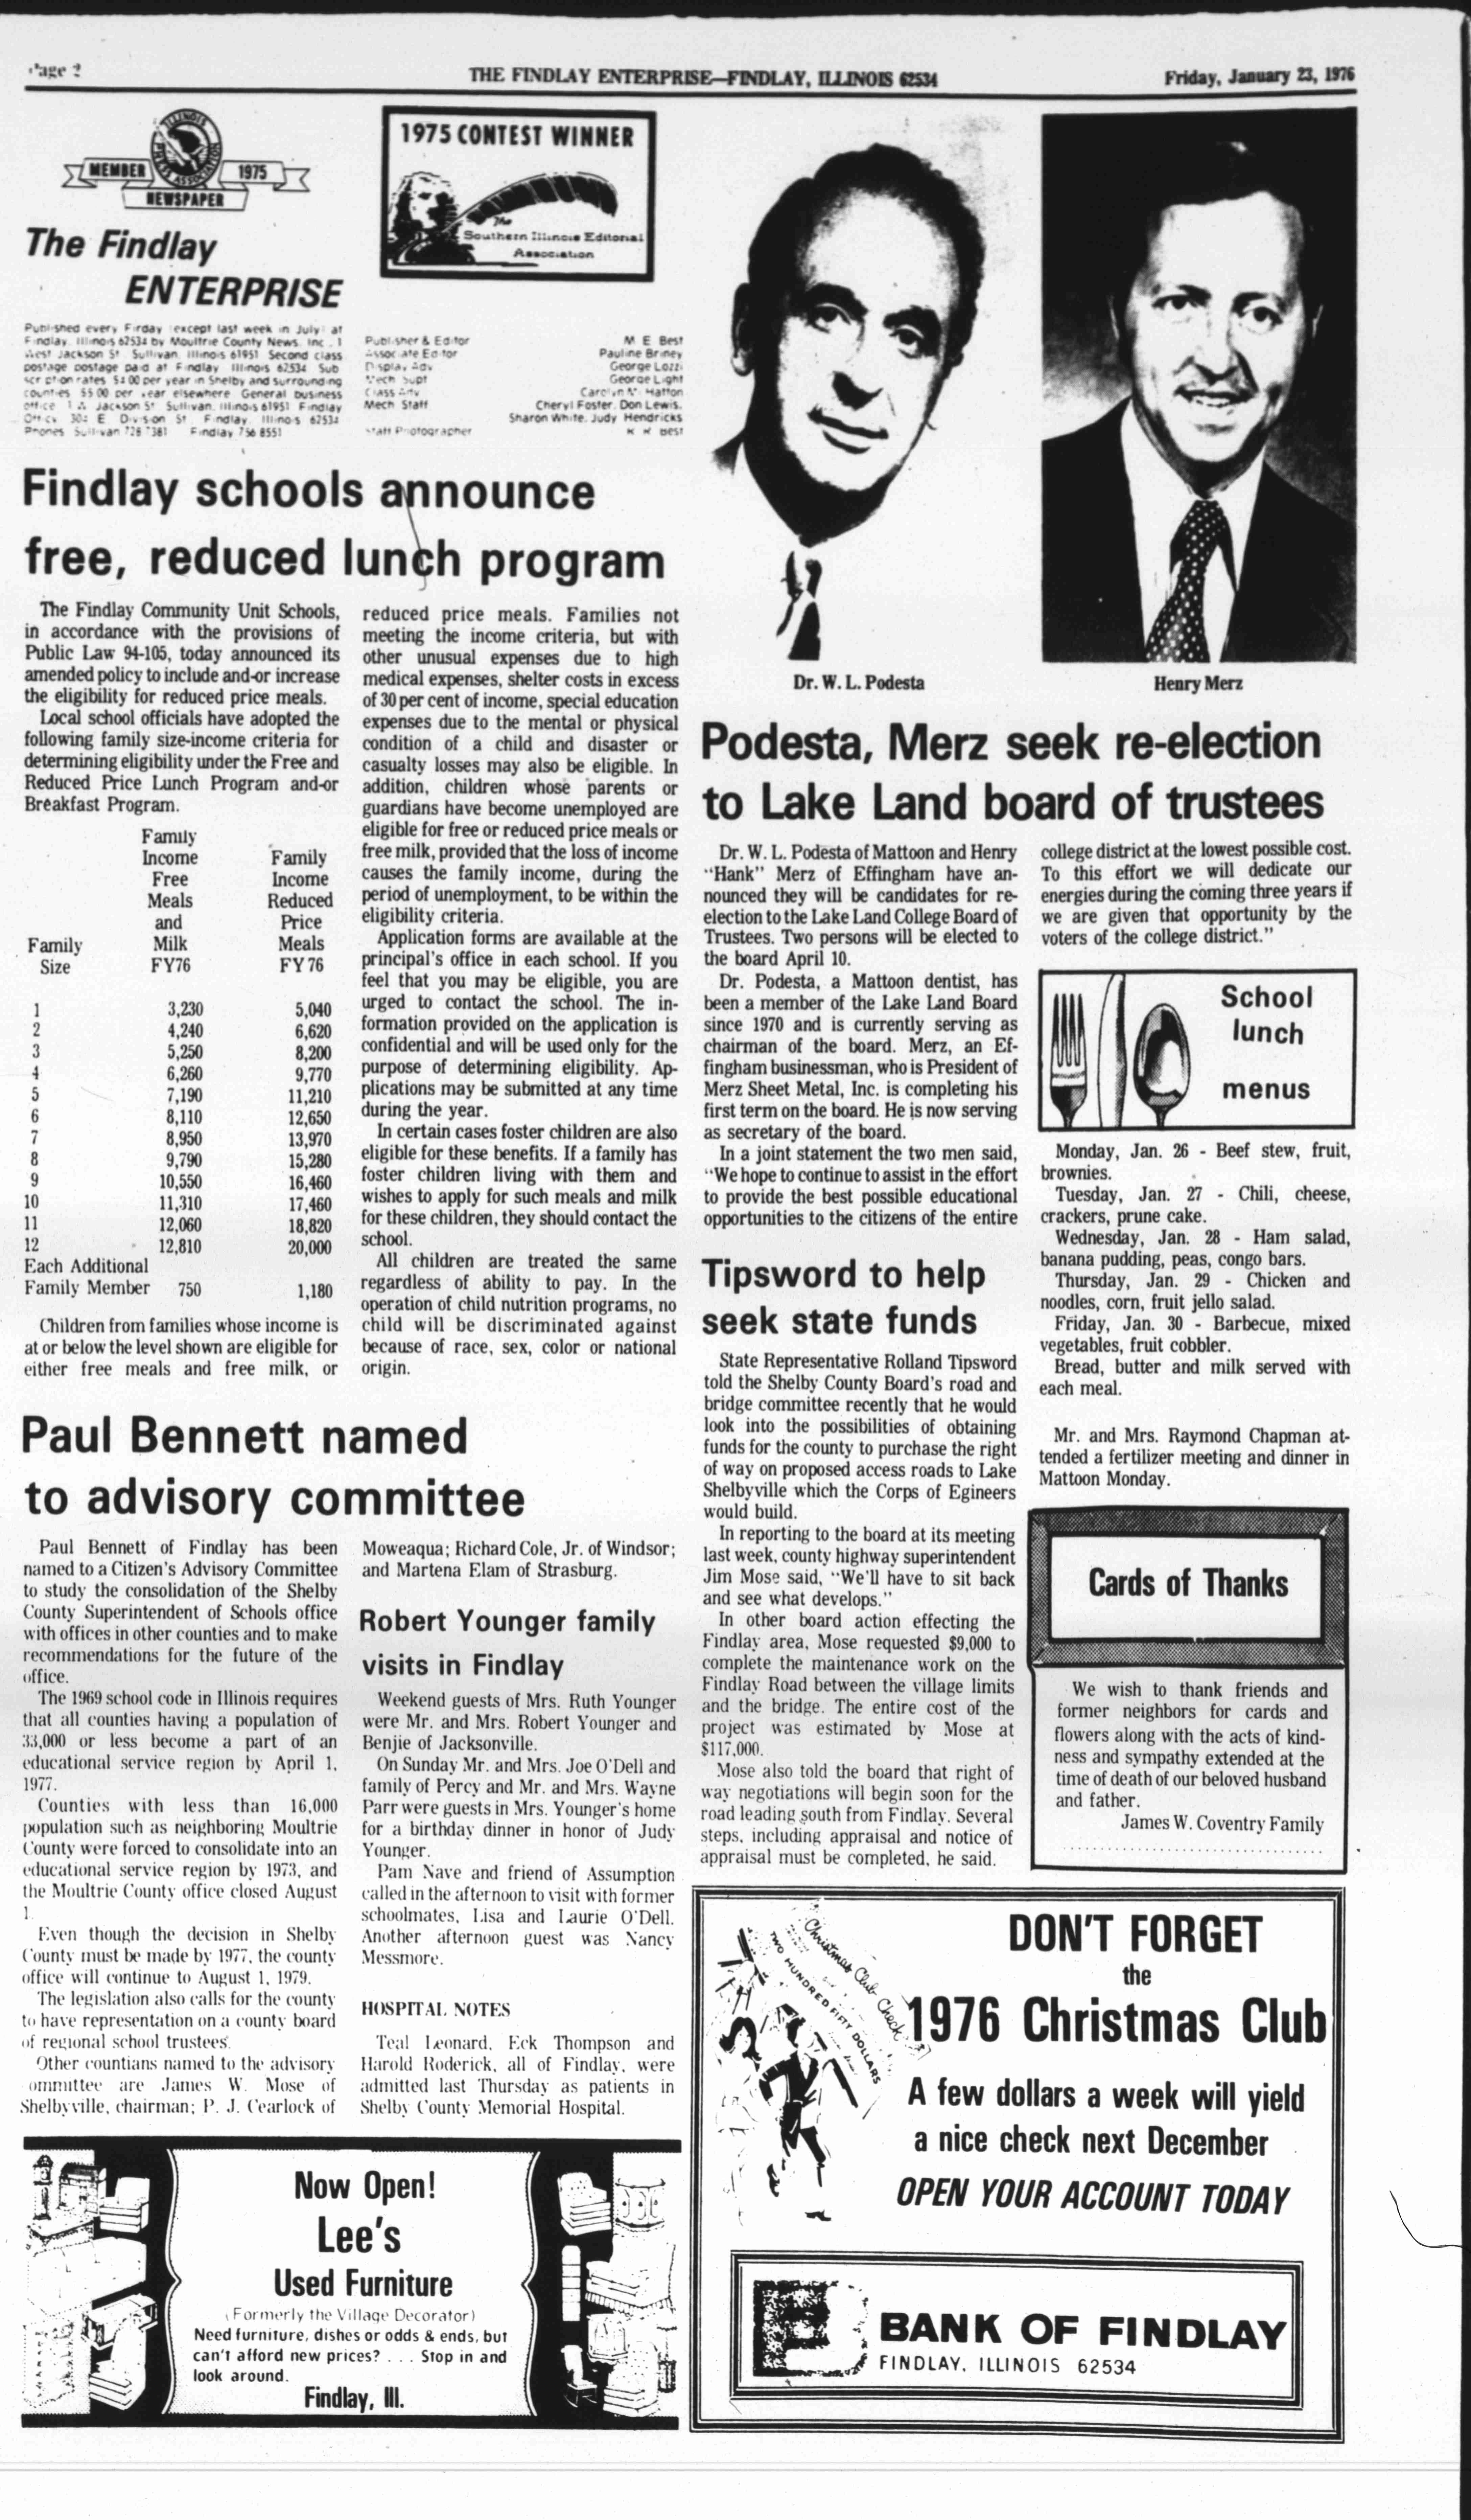 Page 2
THE FINDLAY ENTERPRISE—FINDLAY, ILLINOIS 62534
Friday, January 23, 1976
ILLINOIS
PRESS ASSOCIATION
MEMBER
1975
NEWSPAPER
The Findlay
ENTERPRISE
1975 CONTEST WINNER
The
Southern Illinois Editorial
Association
Published every Firday (except last week in July) at
Findlay, Illinois 62534 by Moultrie County News, Inc., 1
West Jackson St. Sullivan, Illinois 61951 Second class
postage postage paid at Findlay Illinois 62534 Sub
scription rates $4.00 per year in Shelby and surrounding
counties $5.00 per year elsewhere General business
office 1 W. Jackson St. Sullivan, Illinois 61951 Findlay
Office 304 E Division St Findlay Illinois 62534
Phones Sullivan 728 7381 Findlay 756 8551
Publisher & Editor M E Best
Associate Editor Pauline Briney
Display Adv George Lozzi
Mech Supt George Light
Class Adv Carolyn M. Hatton
Mech Staff Cheryl Foster, Don Lewis,
Sharon White, Judy Hendricks
Staff Photographer Best
Findlay schools announce
free, reduced lunch program
The Findlay Community Unit Schools,
in accordance with the provisions of
Public Law 94-105, today announced its
amended policy to include and-or increase
the eligibility for reduced price meals.
Local school officials have adopted the
following family size-income criteria for
determining eligibility under the Free and
Reduced Price Lunch Program and-or
Breakfast Program.
Family
Income Family
Free Income
Meals Reduced
and Price
Family Milk Meals
Size FY76 FY 76
1 3,230 5,040
2 4,240 6,620
3 5,250 8,200
4 6,260 9,770
5 7,190 11,210
6 8,110 12,650
7 8,950 13,970
8 9,790 15,280
9 10,550 16,460
10 11,310 17,460
11 12,060 18,820
12 12,810 20,000
Each Additional
Family Member 750 1,180
Children from families whose income is
at or below the level shown are eligible for
either free meals and free milk, or
reduced price meals. Families not
meeting the income criteria, but with
other unusual expenses due to high
medical expenses, shelter costs in excess
of 30 per cent of income, special education
expenses due to the mental or physical
condition of a child and disaster or
casualty losses may also be eligible. In
addition, children whose parents or
guardians have become unemployed are
eligible for free or reduced price meals or
free milk, provided that the loss of income
causes the family income, during the
period of unemployment, to be within the
eligibility criteria.
Application forms are available at the
principal's office in each school. If you
feel that you may be eligible, you are
urged to contact the school. The in-
formation provided on the application is
confidential and will be used only for the
purpose of determining eligibility. Ap-
plications may be submitted at any time
during the year.
In certain cases foster children are also
eligible for these benefits. If a family has
foster children living with them and
wishes to apply for such meals and milk
for these children, they should contact the
school.
All children are treated the same
regardless of ability to pay. In the
operation of child nutrition programs, no
child will be discriminated against
because of race, sex, color or national
origin.
Paul Bennett named
to advisory committee
Paul Bennett of Findlay has been
named to a Citizen's Advisory Committee
to study the consolidation of the Shelby
County Superintendent of Schools office
with offices in other counties and to make
recommendations for the future of the
office.
The 1969 school code in Illinois requires
that all counties having a population of
33,000 or less become a part of an
educational service region by April 1,
1977.
Counties with less than 16,000
population such as neighboring Moultrie
County were forced to consolidate into an
educational service region by 1973, and
the Moultrie County office closed August
1.
Even though the decision in Shelby
County must be made by 1977, the county
office will continue to August 1, 1979.
The legislation also calls for the county
to have representation on a county board
of regional school trustees.
Other countians named to the advisory
ommittee are James W. Mose of
Shelbyville, chairman; P. J. Cearlock of
Moweaqua; Richard Cole, Jr. of Windsor;
and Martena Elam of Strasburg.
Robert Younger family
visits in Findlay
Weekend guests of Mrs. Ruth Younger
were Mr. and Mrs. Robert Younger and
Benjie of Jacksonville.
On Sunday Mr. and Mrs. Joe O'Dell and
family of Percy and Mr. and Mrs. Wayne
Parr were guests in Mrs. Younger's home
for a birthday dinner in honor of Judy
Younger.
Pam Nave and friend of Assumption
called in the afternoon to visit with former
schoolmates, Lisa and Laurie O'Dell.
Another afternoon guest was Nancy
Messmore.
HOSPITAL NOTES
Teal Leonard, Eck Thompson and
Harold Roderick, all of Findlay, were
admitted last Thursday as patients in
Shelby County Memorial Hospital.
Now Open!
Lee's
Used Furniture
(Formerly the Village Decorator)
Need furniture, dishes or odds & ends, but
can't afford new prices? . . . Stop in and
look around.
Findlay, Ill.
Dr. W. L. Podesta
Henry Merz
Podesta, Merz seek re-election
to Lake Land board of trustees
Dr. W. L. Podesta of Mattoon and Henry
"Hank" Merz of Effingham have an-
nounced they will be candidates for re-
election to the Lake Land College Board of
Trustees. Two persons will be elected to
the board April 10.
Dr. Podesta, a Mattoon dentist, has
been a member of the Lake Land Board
since 1970 and is currently serving as
chairman of the board. Merz, an Ef-
fingham businessman, who is President of
Merz Sheet Metal, Inc. is completing his
first term on the board. He is now serving
as secretary of the board.
In a joint statement the two men said,
"We hope to continue to assist in the effort
to provide the best possible educational
opportunities to the citizens of the entire
college district at the lowest possible cost.
To this effort we will dedicate our
energies during the coming three years if
we are given that opportunity by the
voters of the college district."
Tipsword to help
seek state funds
State Representative Rolland Tipsword
told the Shelby County Board's road and
bridge committee recently that he would
look into the possibilities of obtaining
funds for the county to purchase the right
of way on proposed access roads to Lake
Shelbyville which the Corps of Egineers
would build.
In reporting to the board at its meeting
last week, county highway superintendent
Jim Mose said, "We'll have to sit back
and see what develops."
In other board action effecting the
Findlay area, Mose requested $9,000 to
complete the maintenance work on the
Findlay Road between the village limits
and the bridge. The entire cost of the
project was estimated by Mose at
$117,000.
Mose also told the board that right of
way negotiations will begin soon for the
road leading south from Findlay. Several
steps, including appraisal and notice of
appraisal must be completed, he said.
School
lunch
menus
Monday, Jan. 26 - Beef stew, fruit,
brownies.
Tuesday, Jan. 27 - Chili, cheese,
crackers, prune cake.
Wednesday, Jan. 28 - Ham salad,
banana pudding, peas, congo bars.
Thursday, Jan. 29 - Chicken and
noodles, corn, fruit jello salad.
Friday, Jan. 30 - Barbecue, mixed
vegetables, fruit cobbler.
Bread, butter and milk served with
each meal.
Mr. and Mrs. Raymond Chapman at-
tended a fertilizer meeting and dinner in
Mattoon Monday.
Cards of Thanks
We wish to thank friends and
former neighbors for cards and
flowers along with the acts of kind-
ness and sympathy extended at the
time of death of our beloved husband
and father.
James W. Coventry Family
Christmas Club Check
TWO HUNDRED FIFTY DOLLARS
DON'T FORGET
the
1976 Christmas Club
A few dollars a week will yield
a nice check next December
OPEN YOUR ACCOUNT TODAY
BANK OF FINDLAY
FINDLAY, ILLINOIS 62534